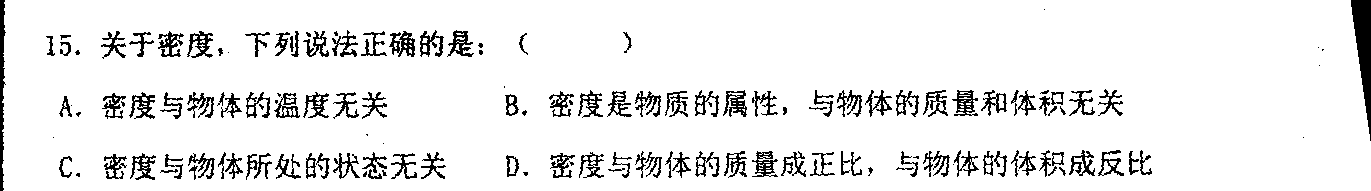 15. 关于密度，下列说法正确的是：（ ）
A. 密度与物体的温度无关 B. 密度是物质的属性，与物体的质量和体积无关
C. 密度与物体所处的状态无关 D. 密度与物体的质量成正比，与物体的体积成反比